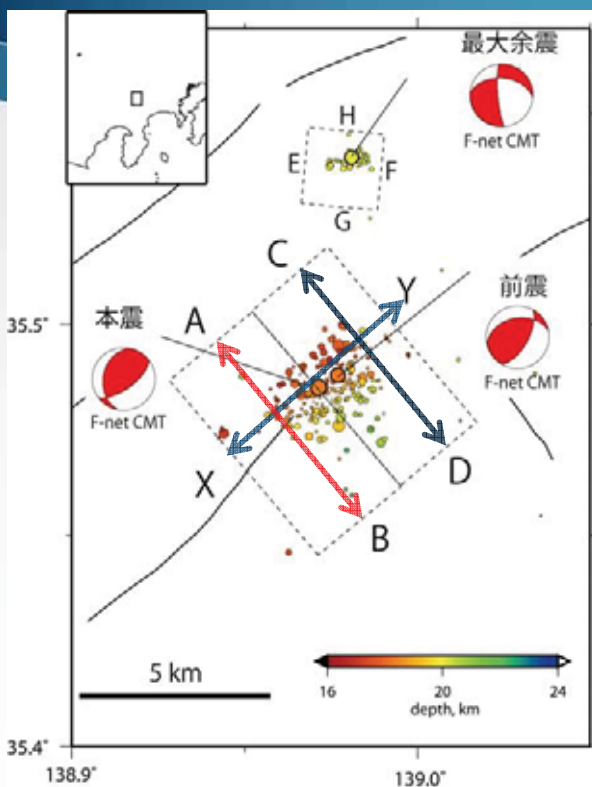 最大余震
F-net CMT
H
E
F
G
C
Y
前震
F-net CMT
35.5°
本震
F-net CMT
A
X
D
B
5 km
16
20
24
depth, km
35.4°
138.9°
139.0°